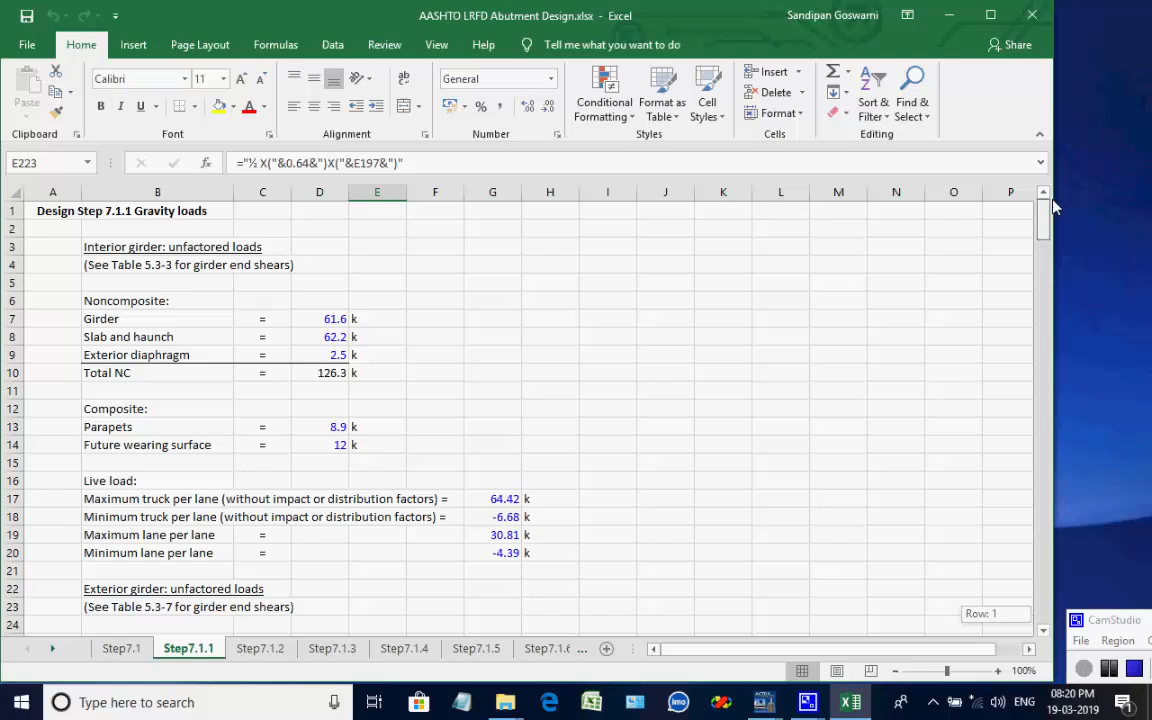 AASHTO LRFD Abutment Design.xlsx - Excel
Sandipan Goswami
File Home Insert Page Layout Formulas Data Review View Help Tell me what you want to do Share
Paste
Calibri 11
General
Conditional Formatting
Format as Table
Cell Styles
Insert
Delete
Format
Sort & Filter
Find & Select
Clipboard Font Alignment Number Styles Cells Editing
E223 fx ="½ X("&0.64&")X("&E197&")"
A B C D E F G H I J K L M N O P
1 Design Step 7.1.1 Gravity loads
2
3 Interior girder: unfactored loads
4 (See Table 5.3-3 for girder end shears)
5
6 Noncomposite:
7 Girder = 61.6 k
8 Slab and haunch = 62.2 k
9 Exterior diaphragm = 2.5 k
10 Total NC = 126.3 k
11
12 Composite:
13 Parapets = 8.9 k
14 Future wearing surface = 12 k
15
16 Live load:
17 Maximum truck per lane (without impact or distribution factors) = 64.42 k
18 Minimum truck per lane (without impact or distribution factors) = -6.68 k
19 Maximum lane per lane = 30.81 k
20 Minimum lane per lane = -4.39 k
21
22 Exterior girder: unfactored loads
23 (See Table 5.3-7 for girder end shears)
24
Row: 1
Step7.1 Step7.1.1 Step7.1.2 Step7.1.3 Step7.1.4 Step7.1.5 Step7.1.6 ...
100%
CamStudio
File Region
Type here to search
ENG
08:20 PM
19-03-2019